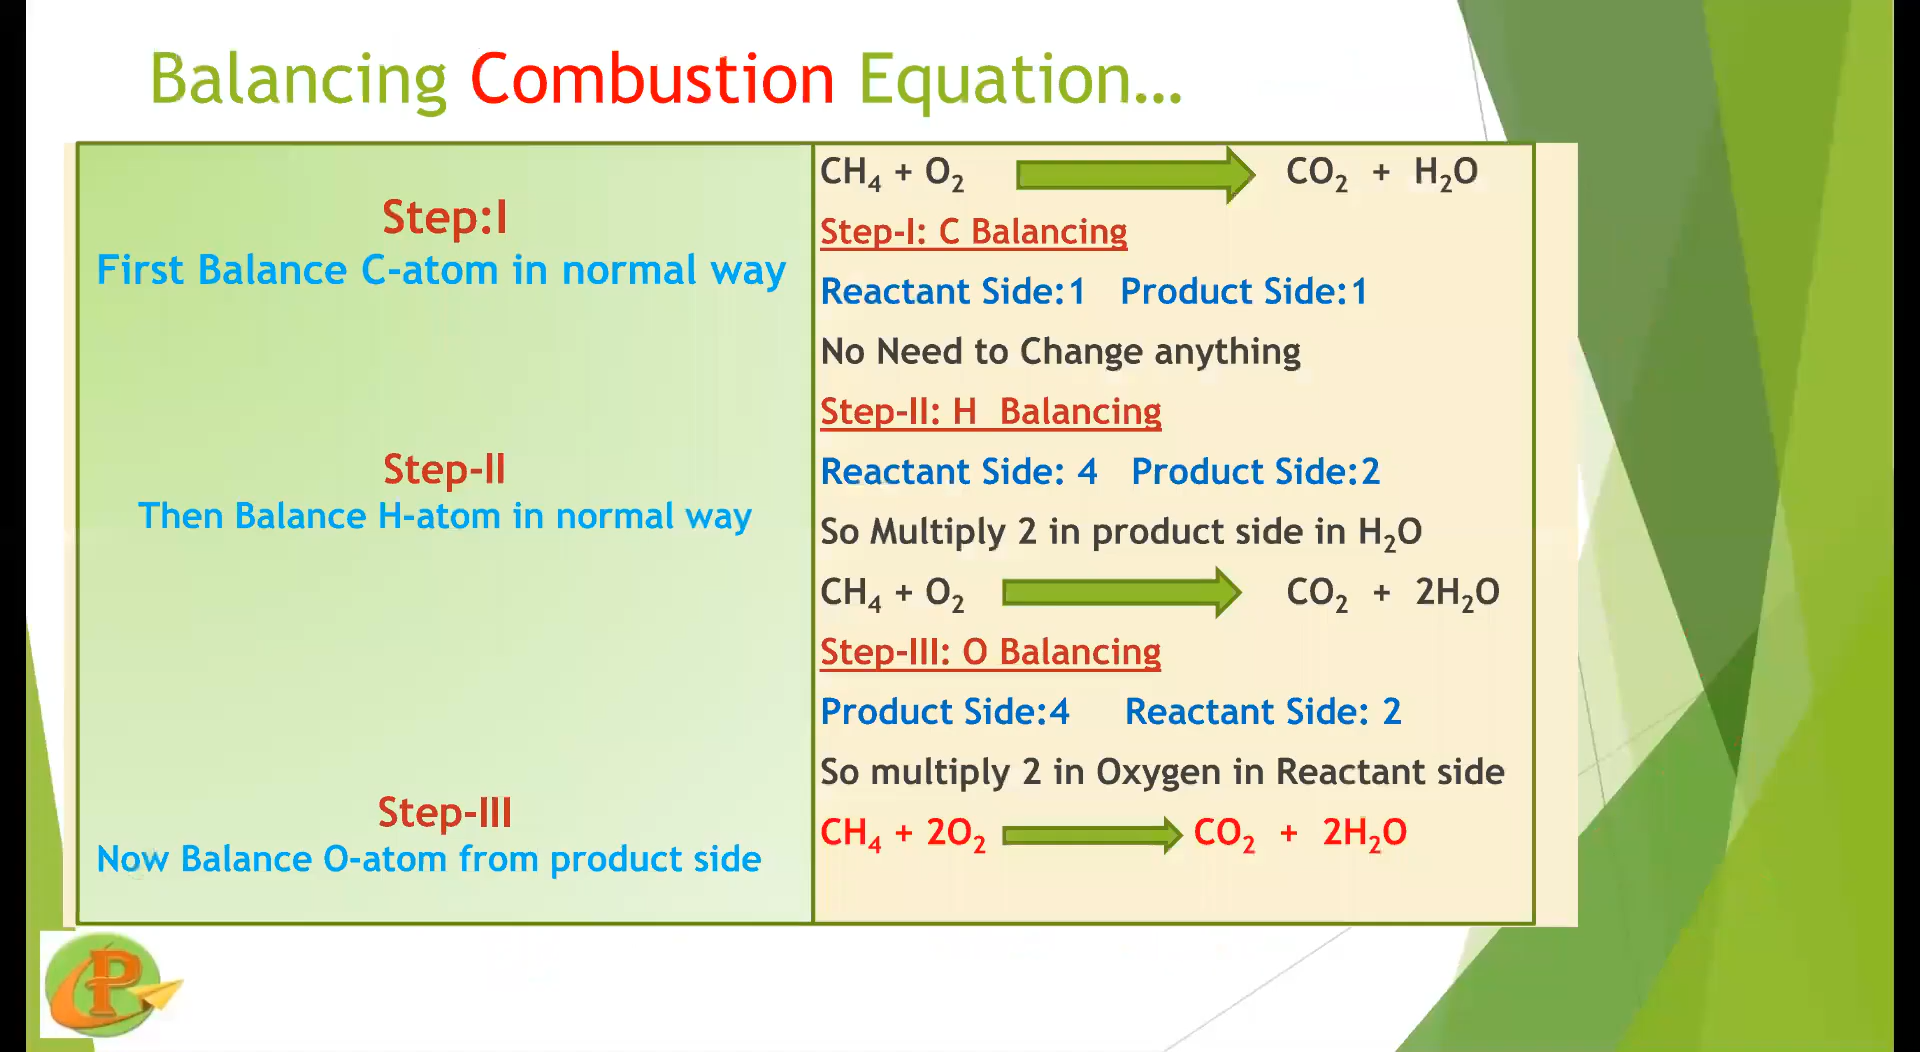 Balancing Combustion Equation...
Step:I
First Balance C-atom in normal way
Step-II
Then Balance H-atom in normal way
Step-III
Now Balance O-atom from product side
CH₄ + O₂ CO₂ + H₂O
Step-I: C Balancing
Reactant Side:1 Product Side:1
No Need to Change anything
Step-II: H Balancing
Reactant Side: 4 Product Side:2
So Multiply 2 in product side in H₂O
CH₄ + O₂ CO₂ + 2H₂O
Step-III: O Balancing
Product Side:4 Reactant Side: 2
So multiply 2 in Oxygen in Reactant side
CH₄ + 2O₂ CO₂ + 2H₂O
P